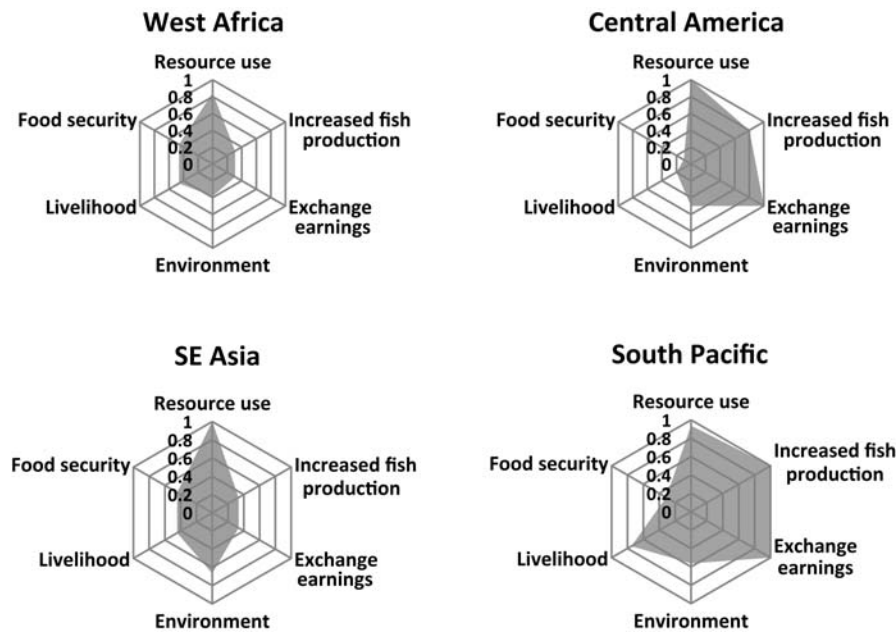 West Africa
Resource use
1
0.8
0.6
0.4
0.2
0
Food security
Increased fish
production
Livelihood
Exchange
earnings
Environment
Central America
Resource use
1
0.8
0.6
0.4
0.2
0
Food security
Increased fish
production
Livelihood
Exchange
earnings
Environment
SE Asia
Resource use
1
0.8
0.6
0.4
0.2
0
Food security
Increased fish
production
Livelihood
Exchange
earnings
Environment
South Pacific
Resource use
1
0.8
0.6
0.4
0.2
0
Food security
Increased fish
production
Livelihood
Exchange
earnings
Environment